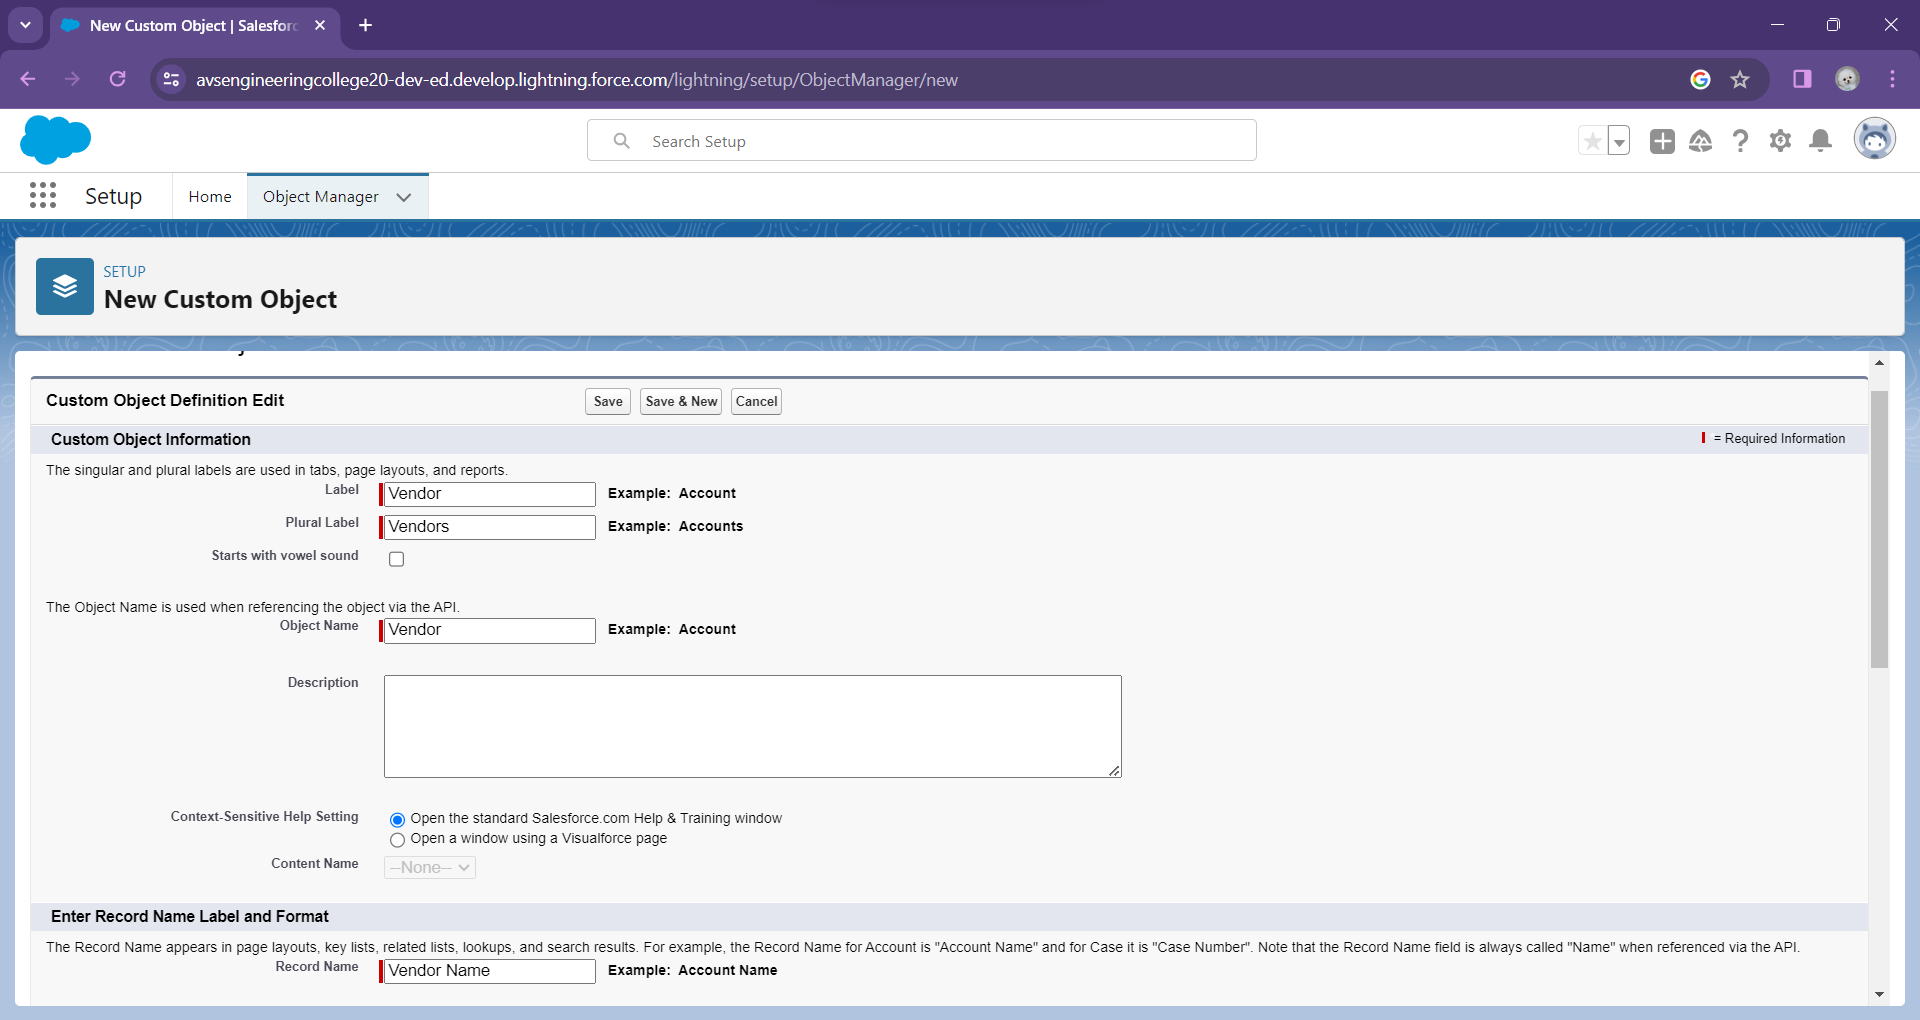 New Custom Object | Salesforc
avsengineeringcollege20-dev-ed.develop.lightning.force.com/lightning/setup/ObjectManager/new
Search Setup
Setup
Home
Object Manager
SETUP
New Custom Object
Custom Object Definition Edit
Save
Save & New
Cancel
Custom Object Information
= Required Information
The singular and plural labels are used in tabs, page layouts, and reports.
Label
Vendor
Example: Account
Plural Label
Vendors
Example: Accounts
Starts with vowel sound
The Object Name is used when referencing the object via the API.
Object Name
Vendor
Example: Account
Description
Context-Sensitive Help Setting
Open the standard Salesforce.com Help & Training window
Open a window using a Visualforce page
Content Name
--None--
Enter Record Name Label and Format
The Record Name appears in page layouts, key lists, related lists, lookups, and search results. For example, the Record Name for Account is "Account Name" and for Case it is "Case Number". Note that the Record Name field is always called "Name" when referenced via the API.
Record Name
Vendor Name
Example: Account Name